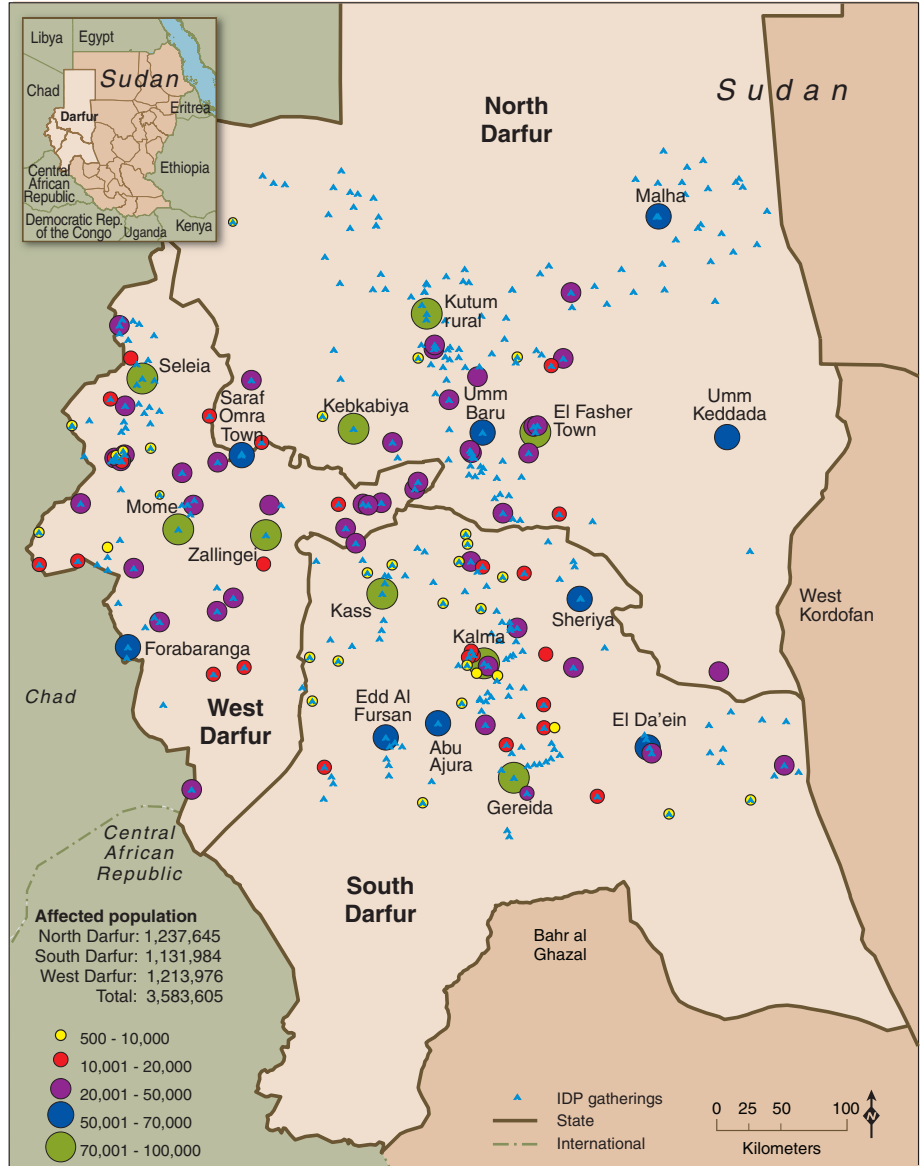 Libya
Egypt
Sudan
Chad
Darfur
Eritrea
Ethiopia
Central
African
Republic
Democratic Rep.
of the Congo
Uganda
Kenya
North
Darfur
Sudan
Malha
Kutum
rural
Seleia
Saraf
Omra
Town
Kebkabiya
Umm
Baru
El Fasher
Town
Umm
Keddada
Mome
Zallingei
Kass
Sheriya
West
Kordofan
Kalma
Forabaranga
Chad
West
Darfur
Edd Al
Fursan
Abu
Ajura
El Da'ein
Gereida
Central
African
Republic
South
Darfur
Bahr al
Ghazal
Affected population
North Darfur: 1,237,645
South Darfur: 1,131,984
West Darfur: 1,213,976
Total: 3,583,605
500 - 10,000
10,001 - 20,000
20,001 - 50,000
50,001 - 70,000
70,001 - 100,000
IDP gatherings
State
International
0 25 50 100
Kilometers
N